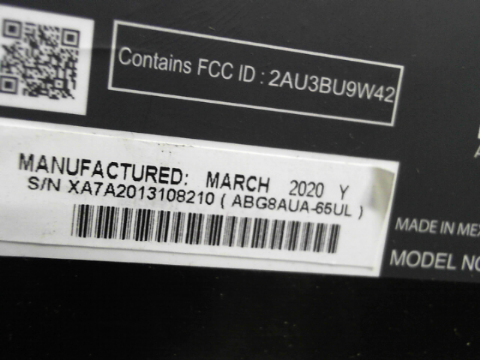 Contains FCC ID : 2AU3BU9W42
MANUFACTURED: MARCH 2020 Y
S/N XA7A2013108210 ( ABG8AUA-65UL )
MADE IN MEX
MODEL NO